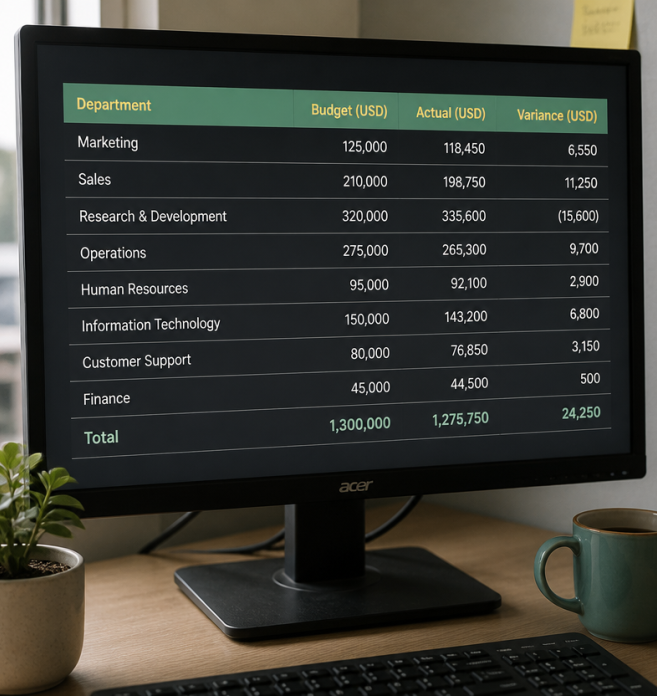 Department Budget (USD) Actual (USD) Variance (USD)
Marketing 125,000 118,450 6,550
Sales 210,000 198,750 11,250
Research & Development 320,000 335,600 (15,600)
Operations 275,000 265,300 9,700
Human Resources 95,000 92,100 2,900
Information Technology 150,000 143,200 6,800
Customer Support 80,000 76,850 3,150
Finance 45,000 44,500 500
Total 1,300,000 1,275,750 24,250
acer